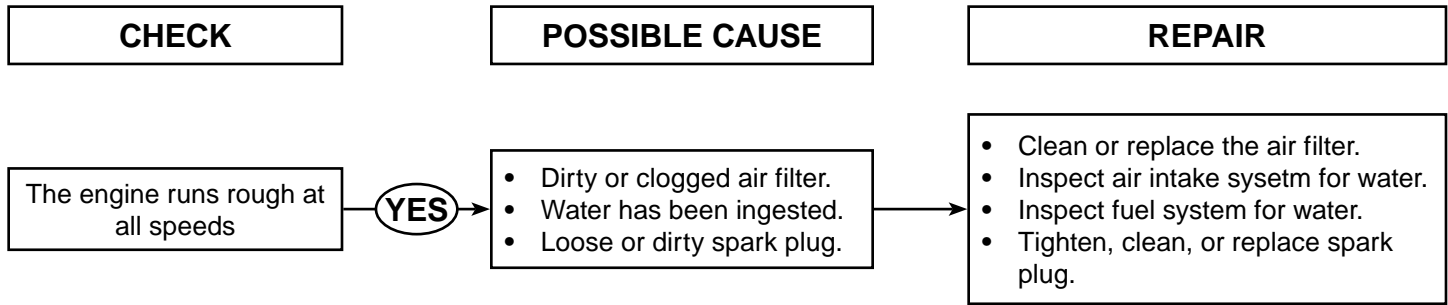 CHECK
POSSIBLE CAUSE
REPAIR
The engine runs rough at
all speeds
YES
• Dirty or clogged air filter.
• Water has been ingested.
• Loose or dirty spark plug.
• Clean or replace the air filter.
• Inspect air intake sysetm for water.
• Inspect fuel system for water.
• Tighten, clean, or replace spark
plug.